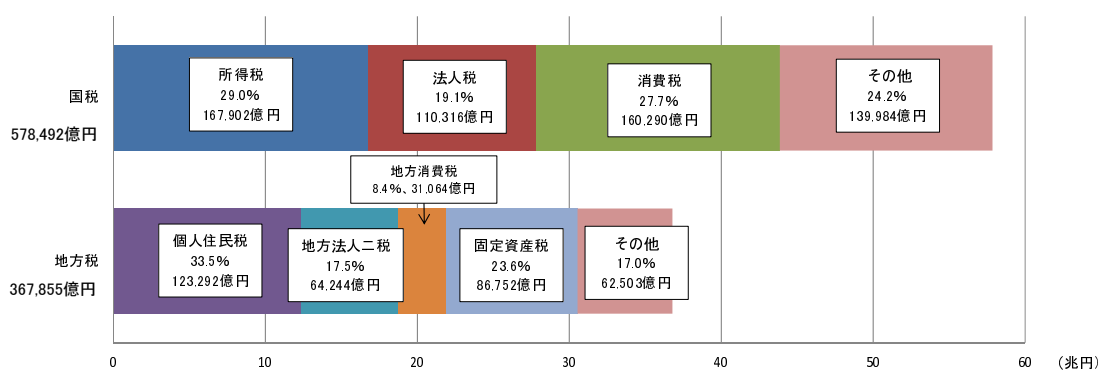 所得税
29.0%
167,902億円
法人税
19.1%
110,316億円
消費税
27.7%
160,290億円
その他
24.2%
139,984億円
国税
578,492億円
地方消費税
8.4%、31,064億円
個人住民税
33.5%
123,292億円
地方法人二税
17.5%
64,244億円
固定資産税
23.6%
86,752億円
その他
17.0%
62,503億円
地方税
367,855億円
0 10 20 30 40 50 60 (兆円)